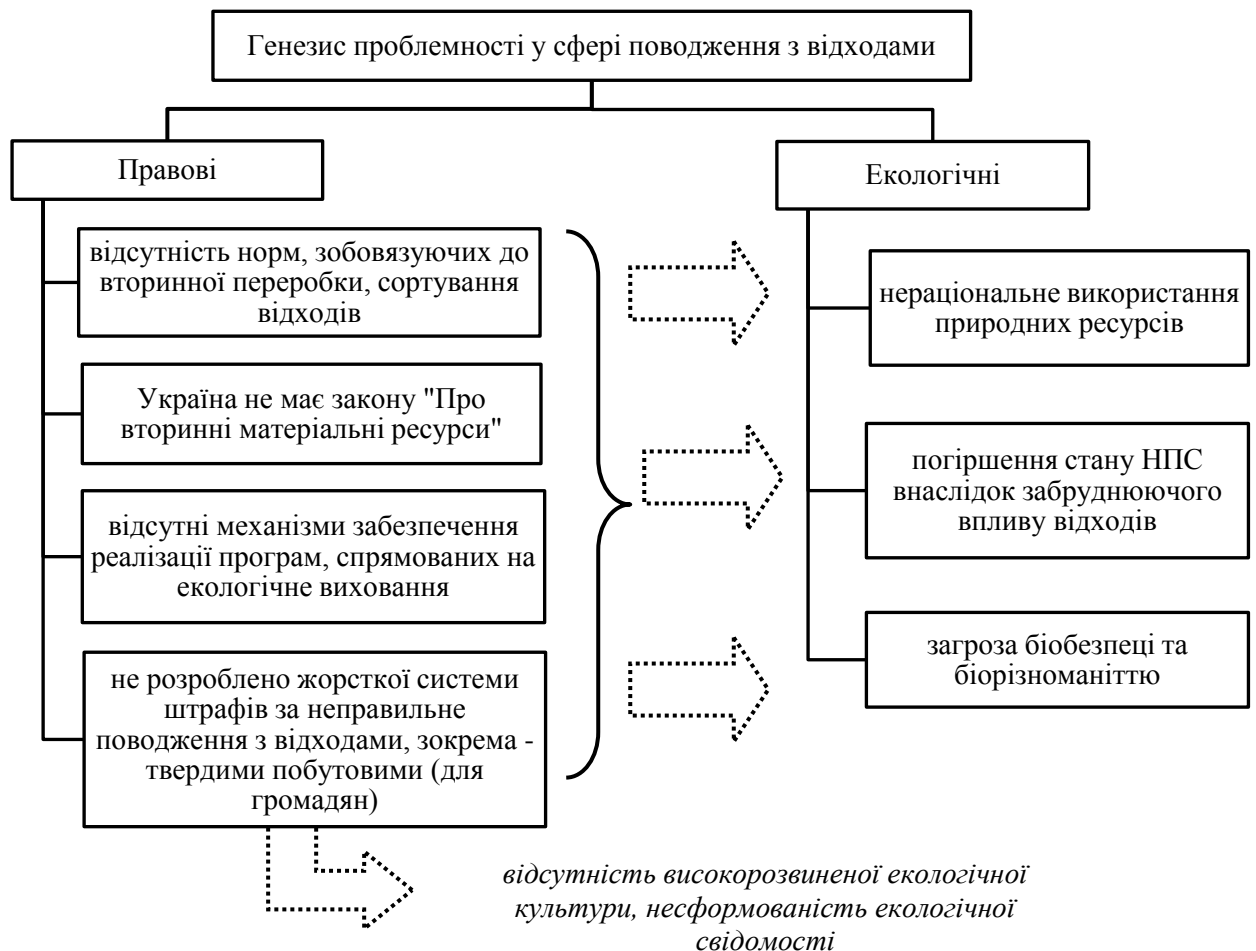 Генезис проблемності у сфері поводження з відходами
Правові
відсутність норм, зобовязуючих до
вторинної переробки, сортування
відходів
Україна не має закону "Про
вторинні матеріальні ресурси"
відсутні механізми забезпечення
реалізації програм, спрямованих на
екологічне виховання
не розроблено жорсткої системи
штрафів за неправильне
поводження з відходами, зокрема -
твердими побутовими (для
громадян)
Екологічні
нераціональне використання
природних ресурсів
погіршення стану НПС
внаслідок забруднюючого
впливу відходів
загроза біобезпеці та
біорізноманіттю
відсутність високорозвиненої екологічної
культури, несформованість екологічної
свідомості